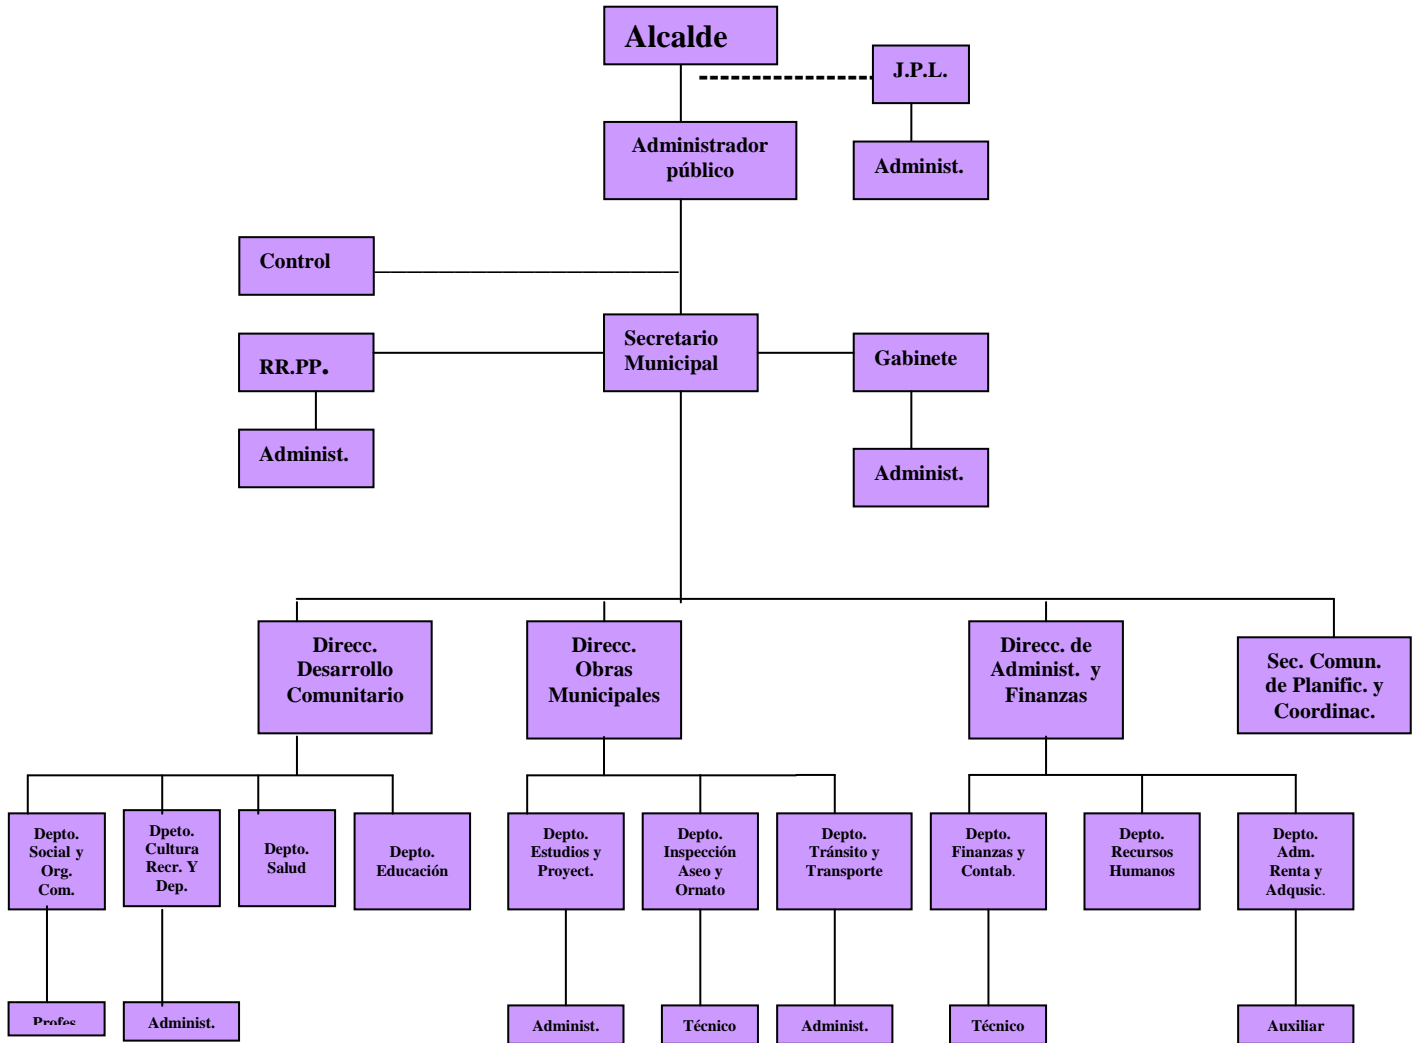 Alcalde
J.P.L.
Administrador
público
Administ.
Control
Secretario
Municipal
RR.PP.
Gabinete
Administ.
Administ.
Direcc.
Desarrollo
Comunitario
Direcc.
Obras
Municipales
Direcc. de
Administ. y
Finanzas
Sec. Comun.
de Planific. y
Coordinac.
Depto.
Social y
Org.
Com.
Dpeto.
Cultura
Recr. Y
Dep.
Depto.
Salud
Depto.
Educación
Depto.
Estudios y
Proyect.
Depto.
Inspección
Aseo y
Ornato
Depto.
Tránsito y
Transporte
Depto.
Finanzas y
Contab.
Depto.
Recursos
Humanos
Depto.
Adm.
Renta y
Adqusic.
Profes
Administ.
Administ.
Técnico
Administ.
Técnico
Auxiliar